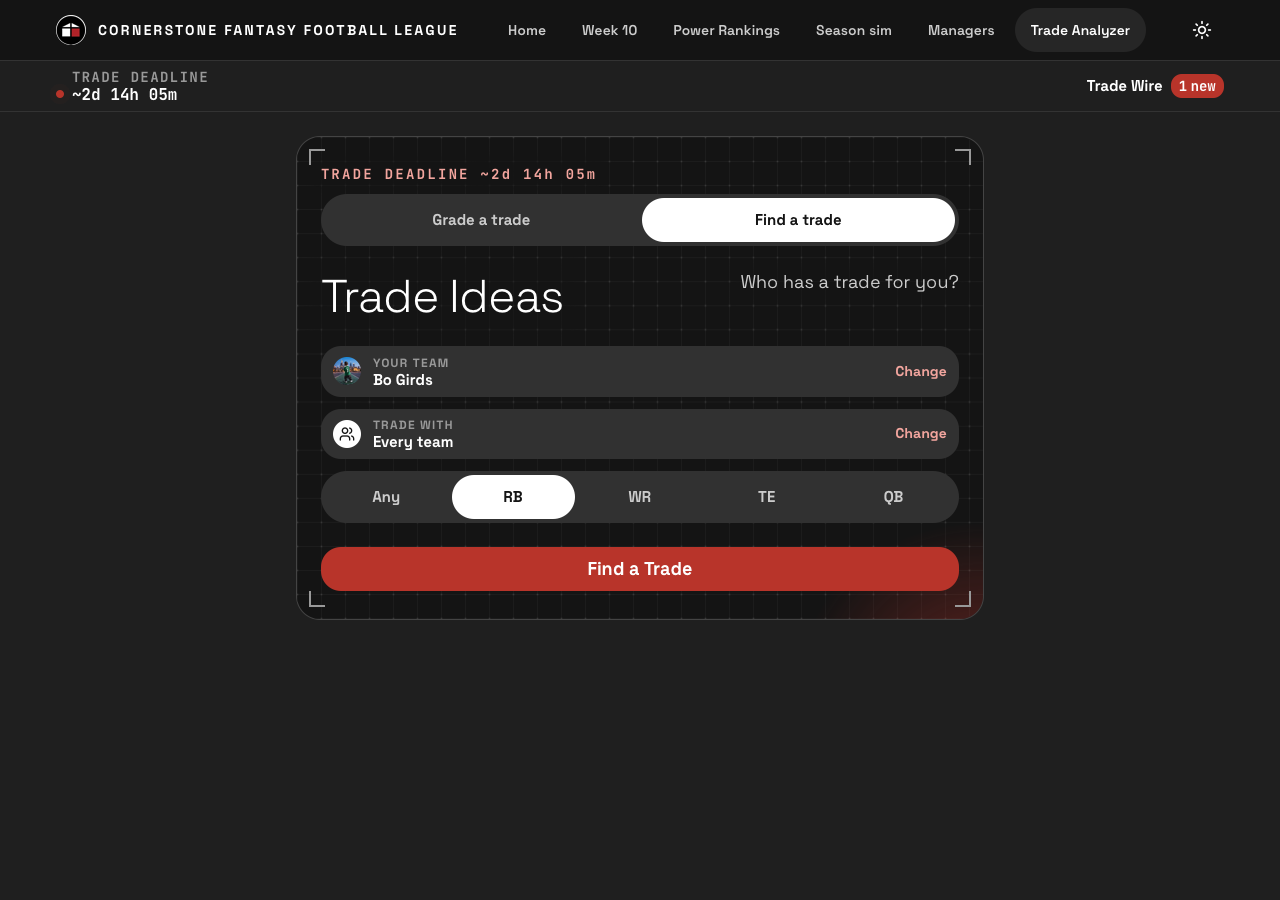 CORNERSTONE FANTASY FOOTBALL LEAGUE
Home
Week 10
Power Rankings
Season sim
Managers
Trade Analyzer
TRADE DEADLINE
~2d 14h 05m
Trade Wire
1 new
TRADE DEADLINE ~2d 14h 05m
Grade a trade
Find a trade
Trade Ideas
Who has a trade for you?
YOUR TEAM
Bo Girds
Change
TRADE WITH
Every team
Change
Any
RB
WR
TE
QB
Find a Trade